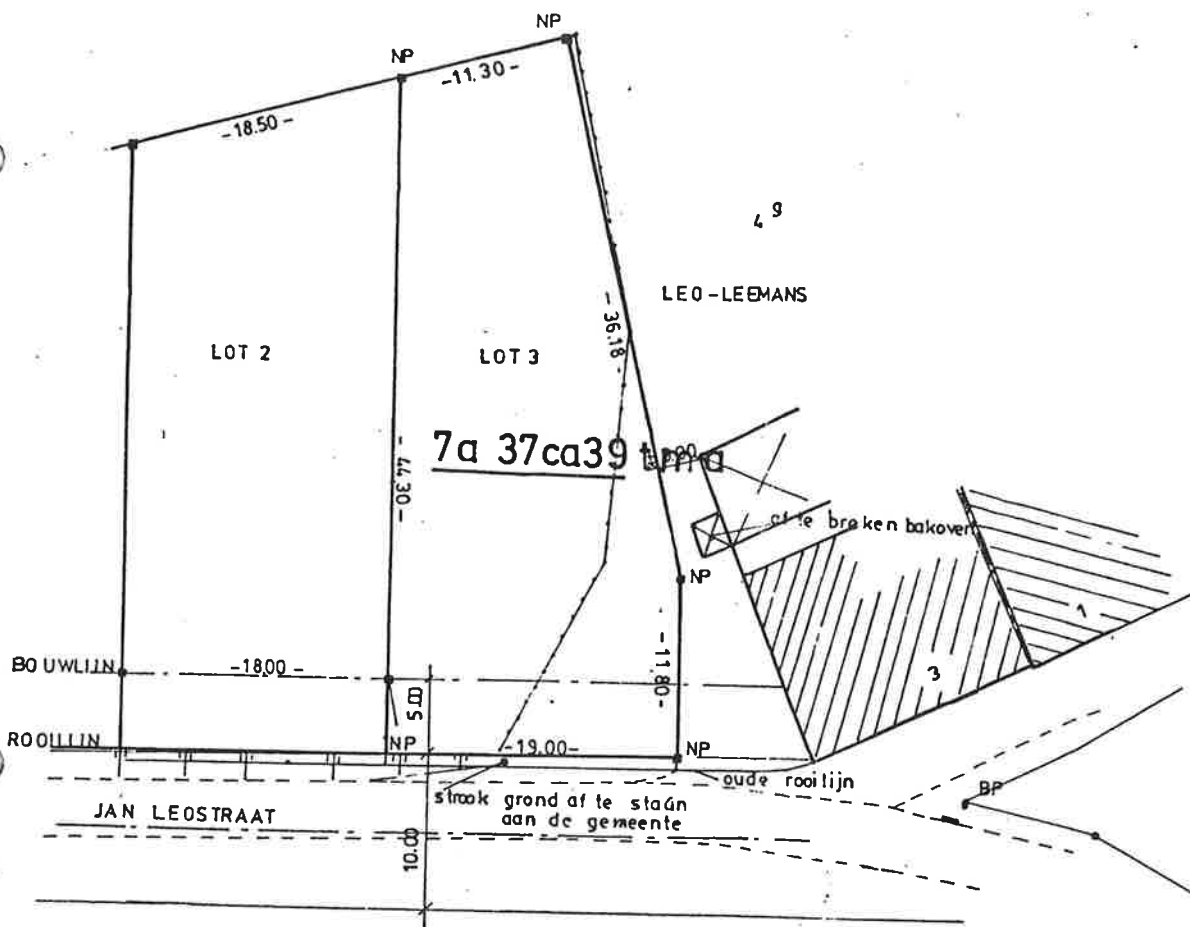 NP
NP
-11.30-
-18.50-
4 g
LEO-LEEMANS
-36.18-
LOT 2
LOT 3
7a 37ca39
-44.30-
af te breken bakoven
NP
1
3
-11.80-
BOUWLIJN
-18.00-
5.00
ROOILIJN
NP
-19.00-
NP
oude rooilijn
strook grond af te staan
aan de gemeente
JAN LEOSTRAAT
10.00
BP